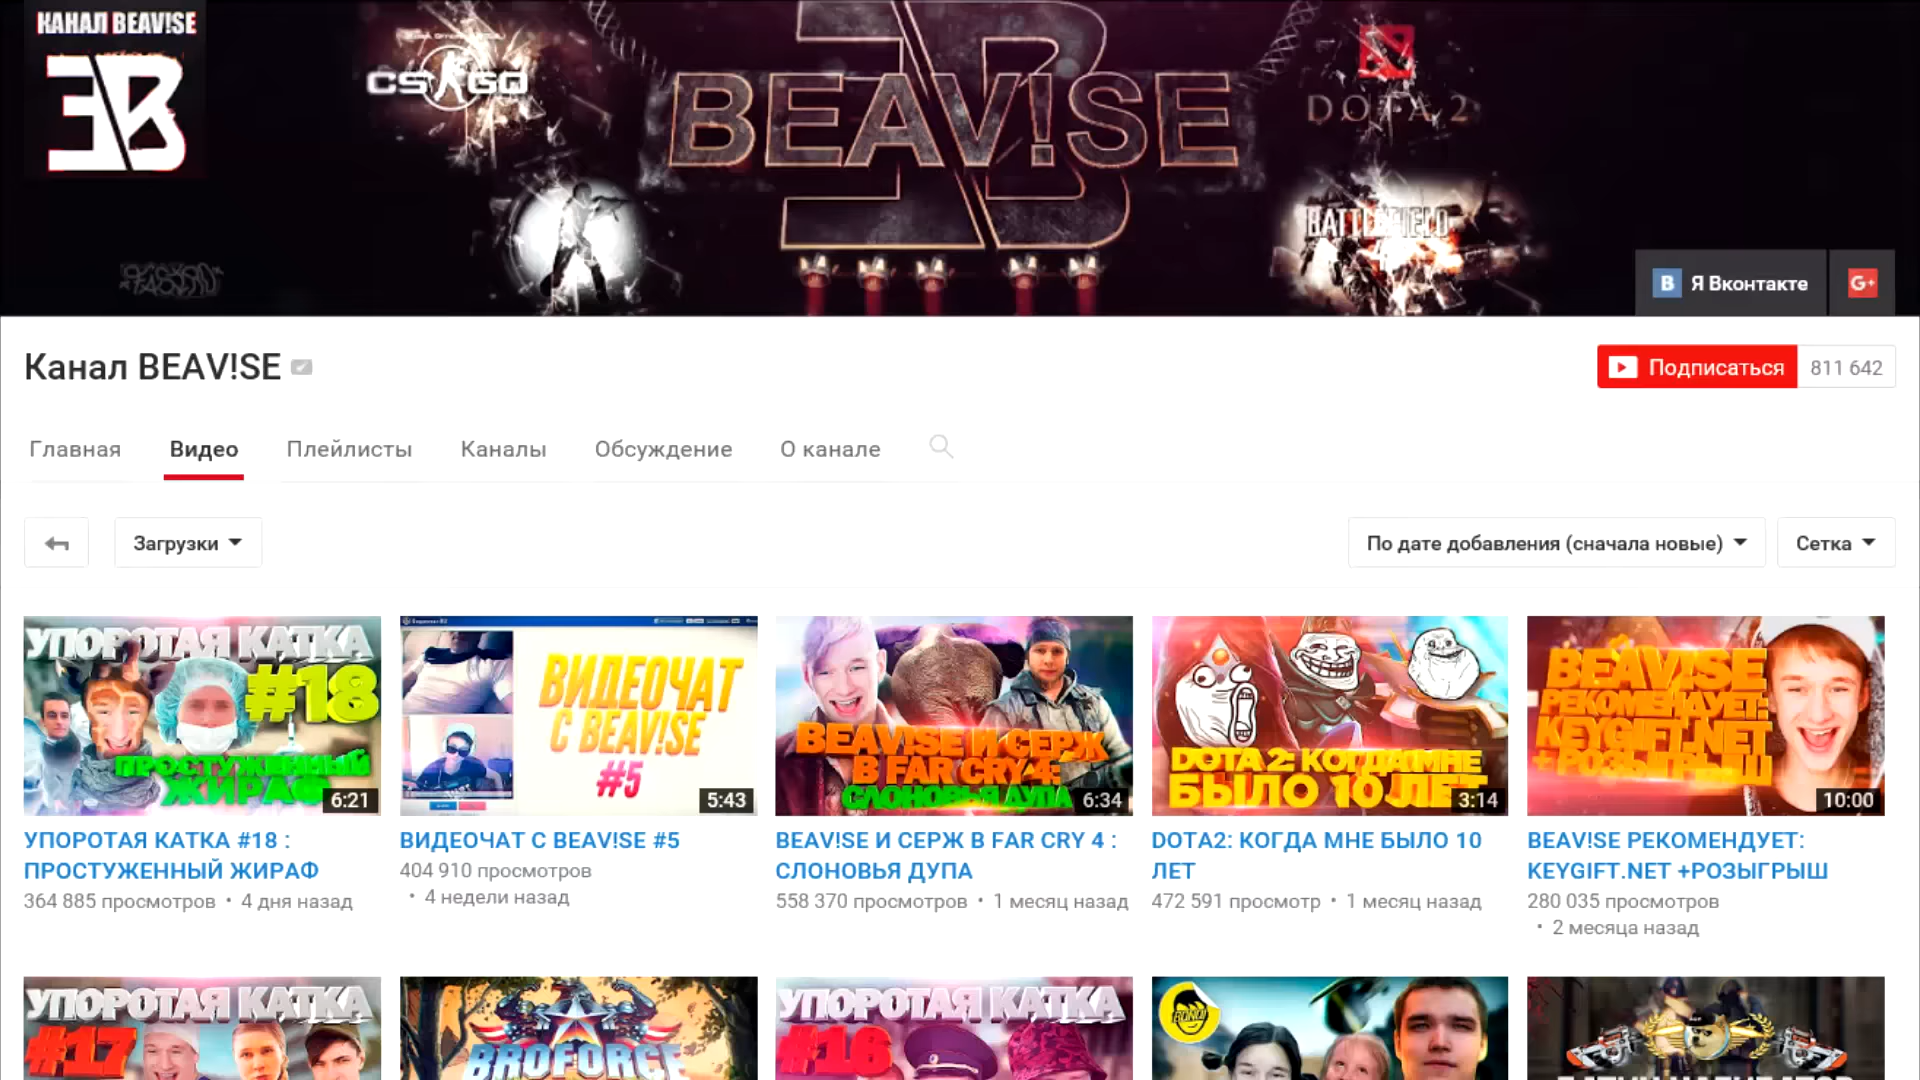 КАНАЛ BEAV!SE
CS GO
BEAV!SE
DOTA 2
BATTLEFIELD
Я Вконтакте
G+
Канал BEAV!SE
Подписаться 811 642
Главная Видео Плейлисты Каналы Обсуждение О канале
Загрузки
По дате добавления (сначала новые) Сетка
УПОРОТАЯ КАТКА
#18
ПРОСТУЖЕННЫЙ
ЖИРАФ
6:21
ВИДЕОЧАТ
С BEAV!SE
#5
5:43
BEAV!SE И СЕРЖ
В FAR CRY 4:
СЛОНОВЬЯ ДУПА
6:34
DOTA 2: КОГДА МНЕ
БЫЛО 10 ЛЕТ
3:14
BEAV!SE
РЕКОМЕНДУЕТ:
KEYGIFT.NET
+ РОЗЫГРЫШ
10:00
УПОРОТАЯ КАТКА #18 :
ПРОСТУЖЕННЫЙ ЖИРАФ
364 885 просмотров • 4 дня назад
ВИДЕОЧАТ С BEAV!SE #5
404 910 просмотров
• 4 недели назад
BEAV!SE И СЕРЖ В FAR CRY 4 :
СЛОНОВЬЯ ДУПА
558 370 просмотров • 1 месяц назад
DOTA2: КОГДА МНЕ БЫЛО 10
ЛЕТ
472 591 просмотр • 1 месяц назад
BEAV!SE РЕКОМЕНДУЕТ:
KEYGIFT.NET +РОЗЫГРЫШ
280 035 просмотров
• 2 месяца назад
УПОРОТАЯ КАТКА
#17
BROFORCE
УПОРОТАЯ КАТКА
#16